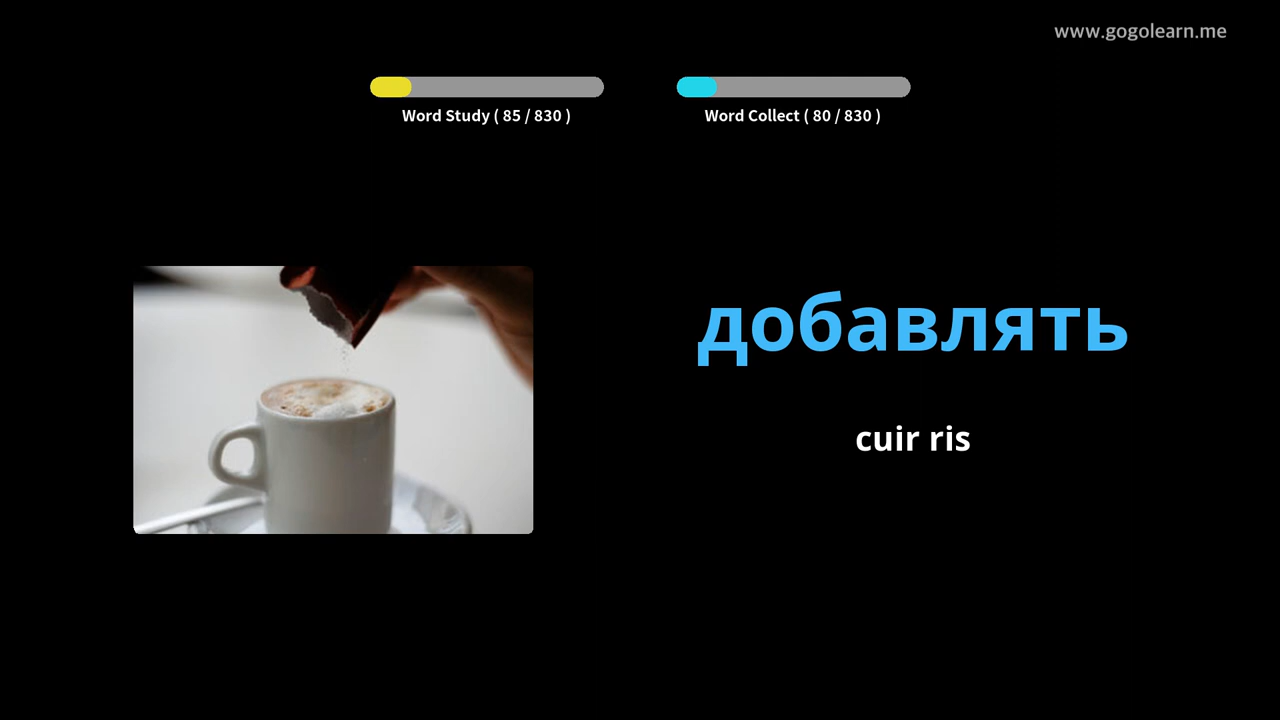 www.gogolearn.me
Word Study ( 85 / 830 )
Word Collect ( 80 / 830 )
добавлять
cuir ris